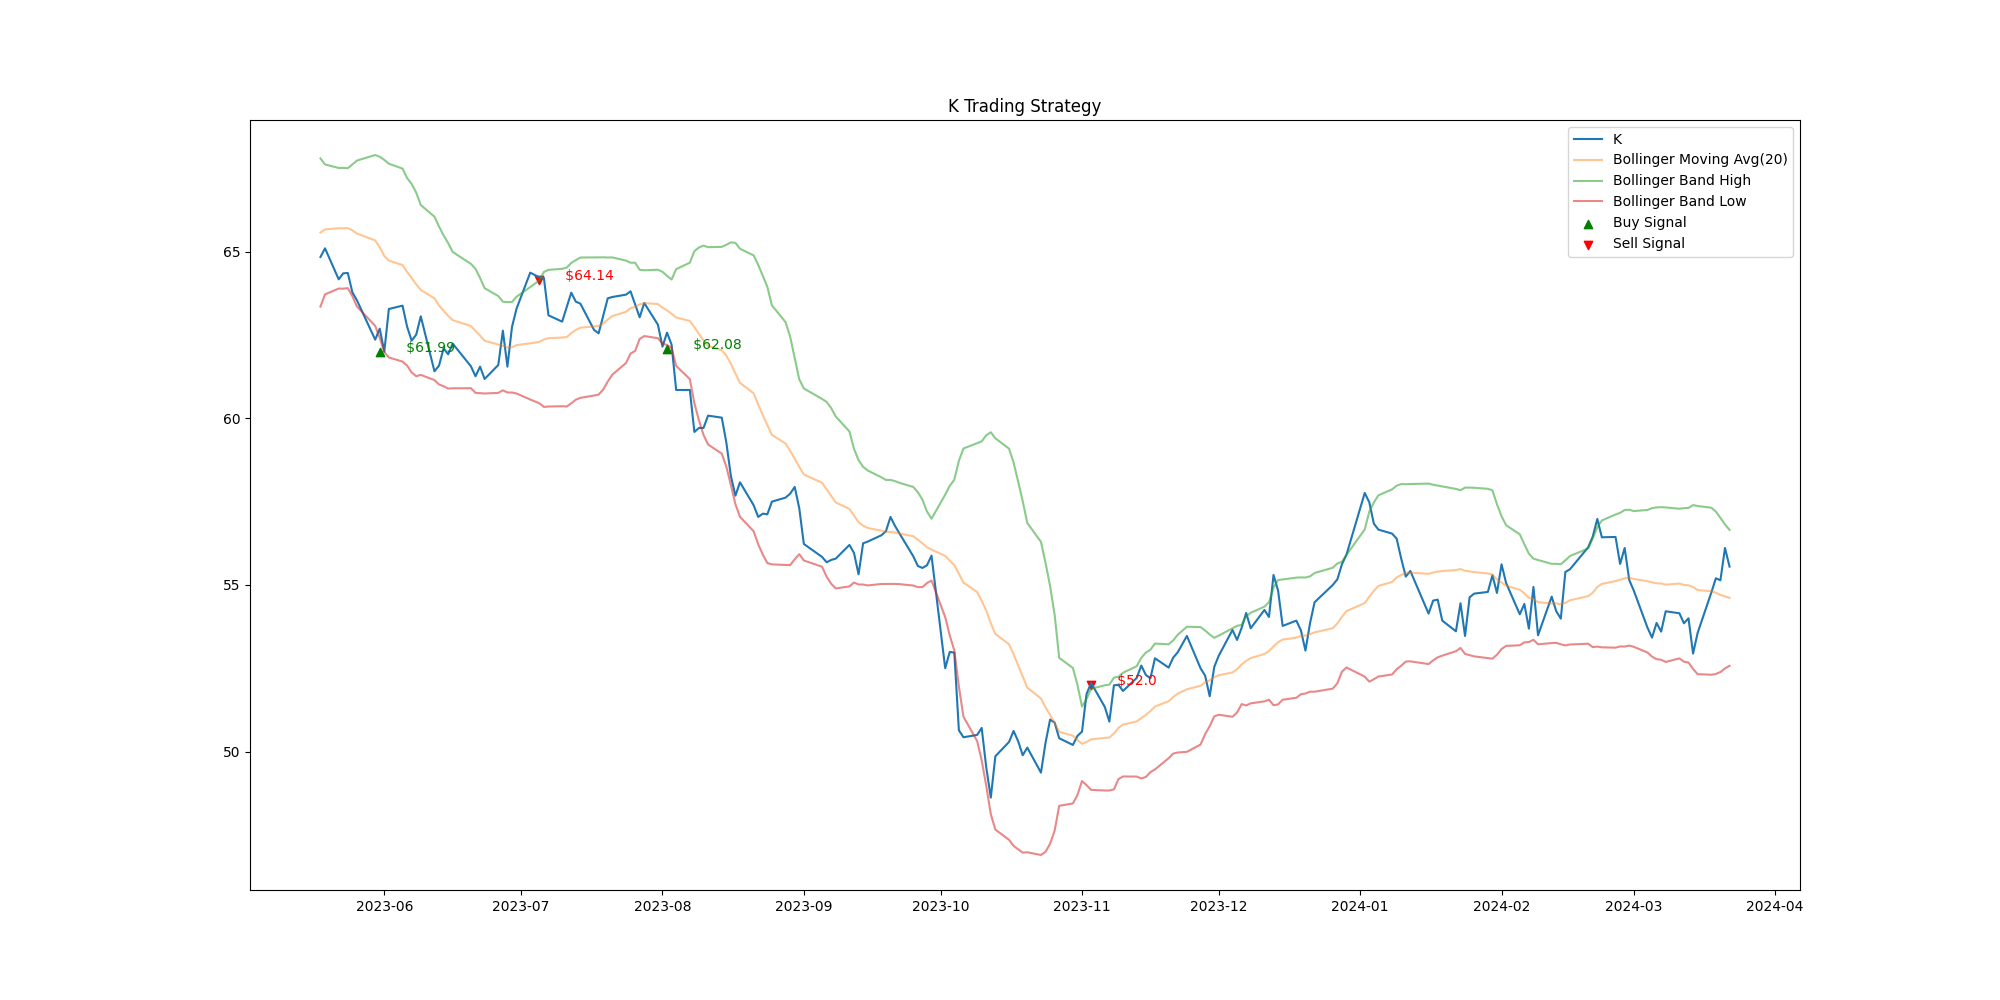 K Trading Strategy
K
Bollinger Moving Avg(20)
Bollinger Band High
Bollinger Band Low
Buy Signal
Sell Signal
65
60
55
50
$61.99
$64.14
$62.08
$52.0
2023-06
2023-07
2023-08
2023-09
2023-10
2023-11
2023-12
2024-01
2024-02
2024-03
2024-04